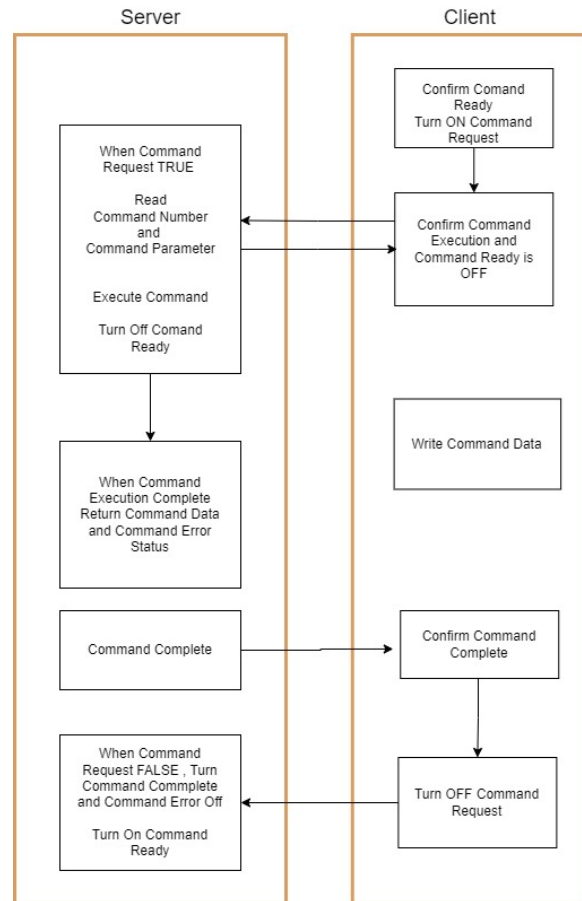 Server
Client
Confirm Comand
Ready
Turn ON Command
Request
When Command
Request TRUE
Read
Command Number
and
Command Parameter
Execute Command
Turn Off Comand
Ready
Confirm Command
Execution and
Command Ready is
OFF
Write Command Data
When Command
Execution Complete
Return Command Data
and Command Error
Status
Command Complete
Confirm Command
Complete
When Command
Request FALSE , Turn
Command Commplete
and Command Error Off
Turn On Command
Ready
Turn OFF Command
Request